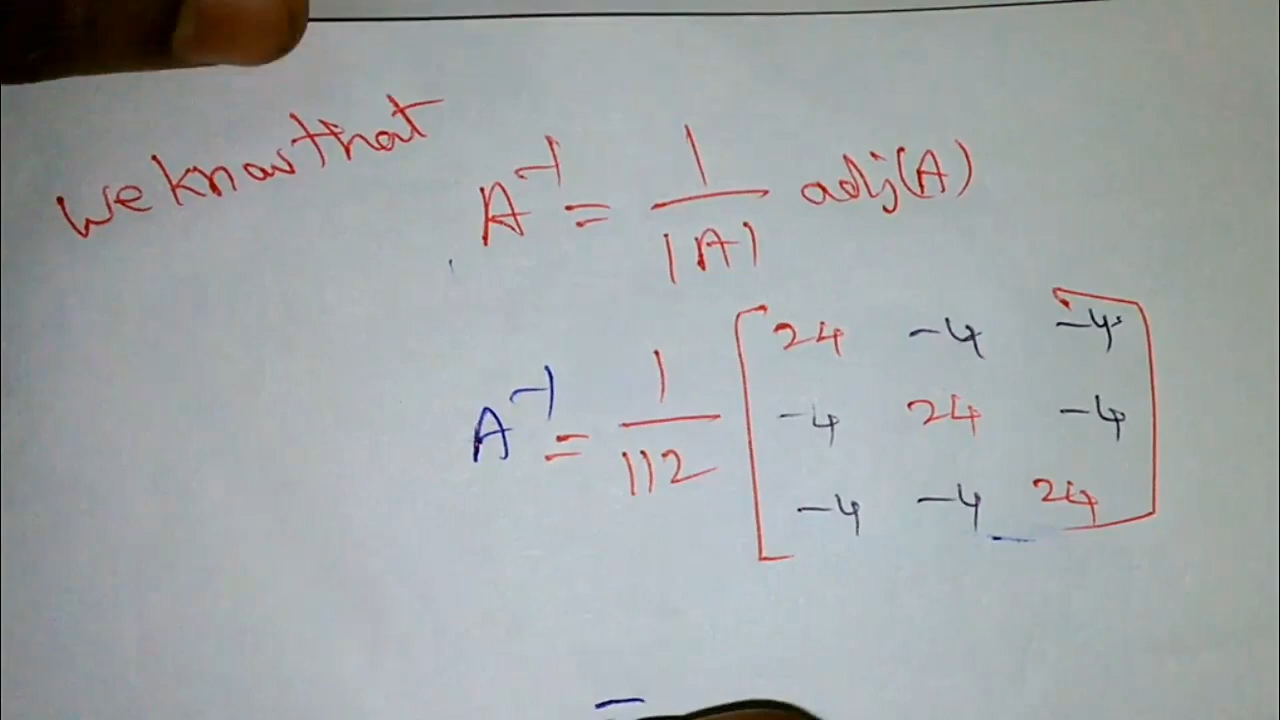 we know that A⁻¹ = 1/|A| adj(A)
A⁻¹ = 1/112 [24 -4 -4
-4 24 -4
-4 -4 24]